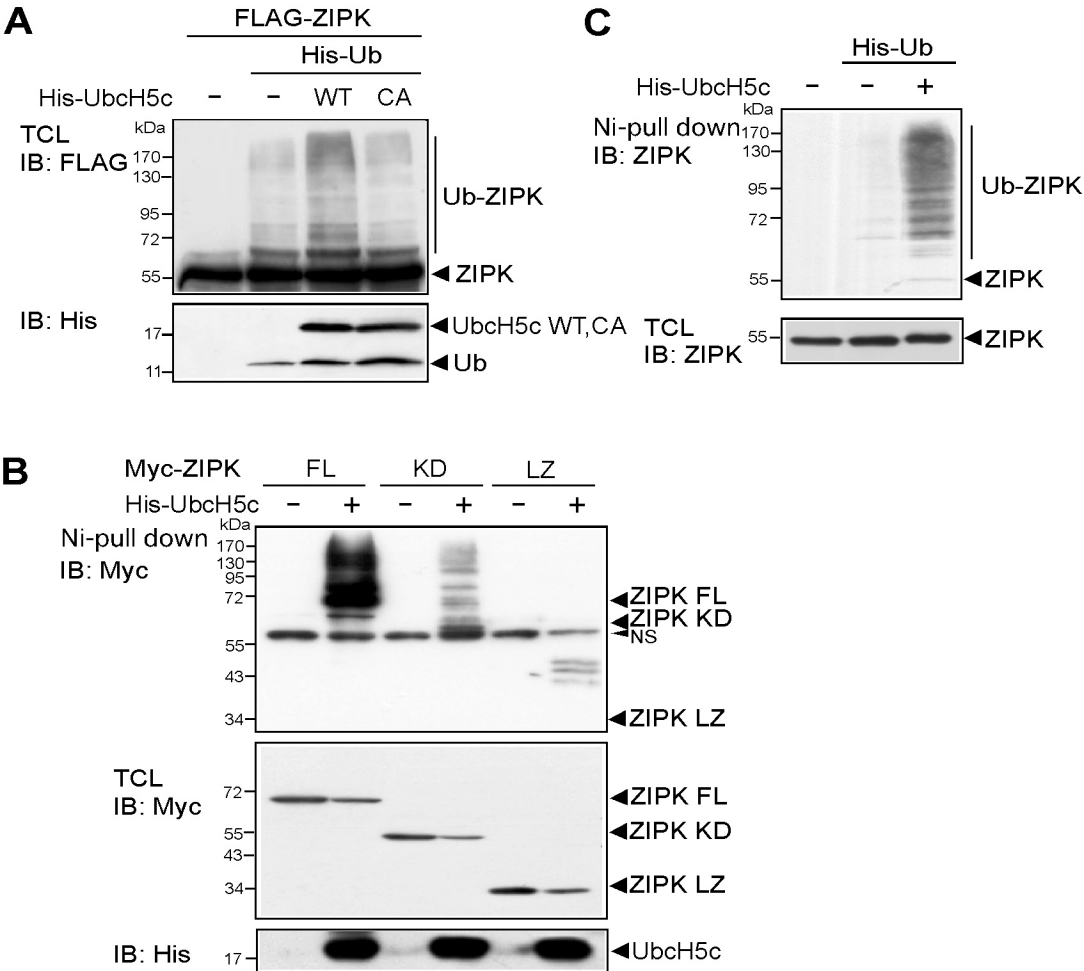 A
FLAG-ZIPK
His-Ub
His-UbcH5c – – WT CA
TCL
IB: FLAG
kDa
170
130
95
72
55
Ub-ZIPK
ZIPK
IB: His
17
11
UbcH5c WT,CA
Ub
C
His-Ub
His-UbcH5c – – +
Ni-pull down
IB: ZIPK
kDa
170
130
95
72
55
Ub-ZIPK
ZIPK
TCL
IB: ZIPK
55
ZIPK
B
Myc-ZIPK FL KD LZ
His-UbcH5c – + – + – +
Ni-pull down
IB: Myc
kDa
170
130
95
72
55
43
34
ZIPK FL
ZIPK KD
NS
ZIPK LZ
TCL
IB: Myc
72
55
43
34
ZIPK FL
ZIPK KD
ZIPK LZ
IB: His
17
UbcH5c